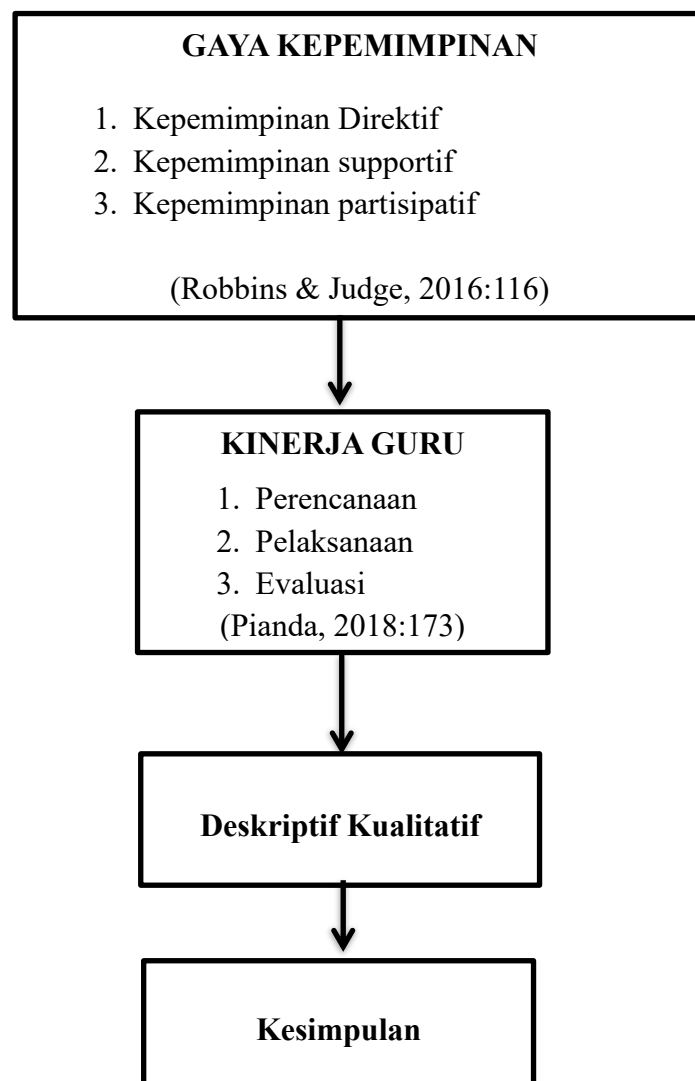 GAYA KEPEMIMPINAN
1. Kepemimpinan Direktif
2. Kepemimpinan supportif
3. Kepemimpinan partisipatif
(Robbins & Judge, 2016:116)
KINERJA GURU
1. Perencanaan
2. Pelaksanaan
3. Evaluasi
(Pianda, 2018:173)
Deskriptif Kualitatif
Kesimpulan